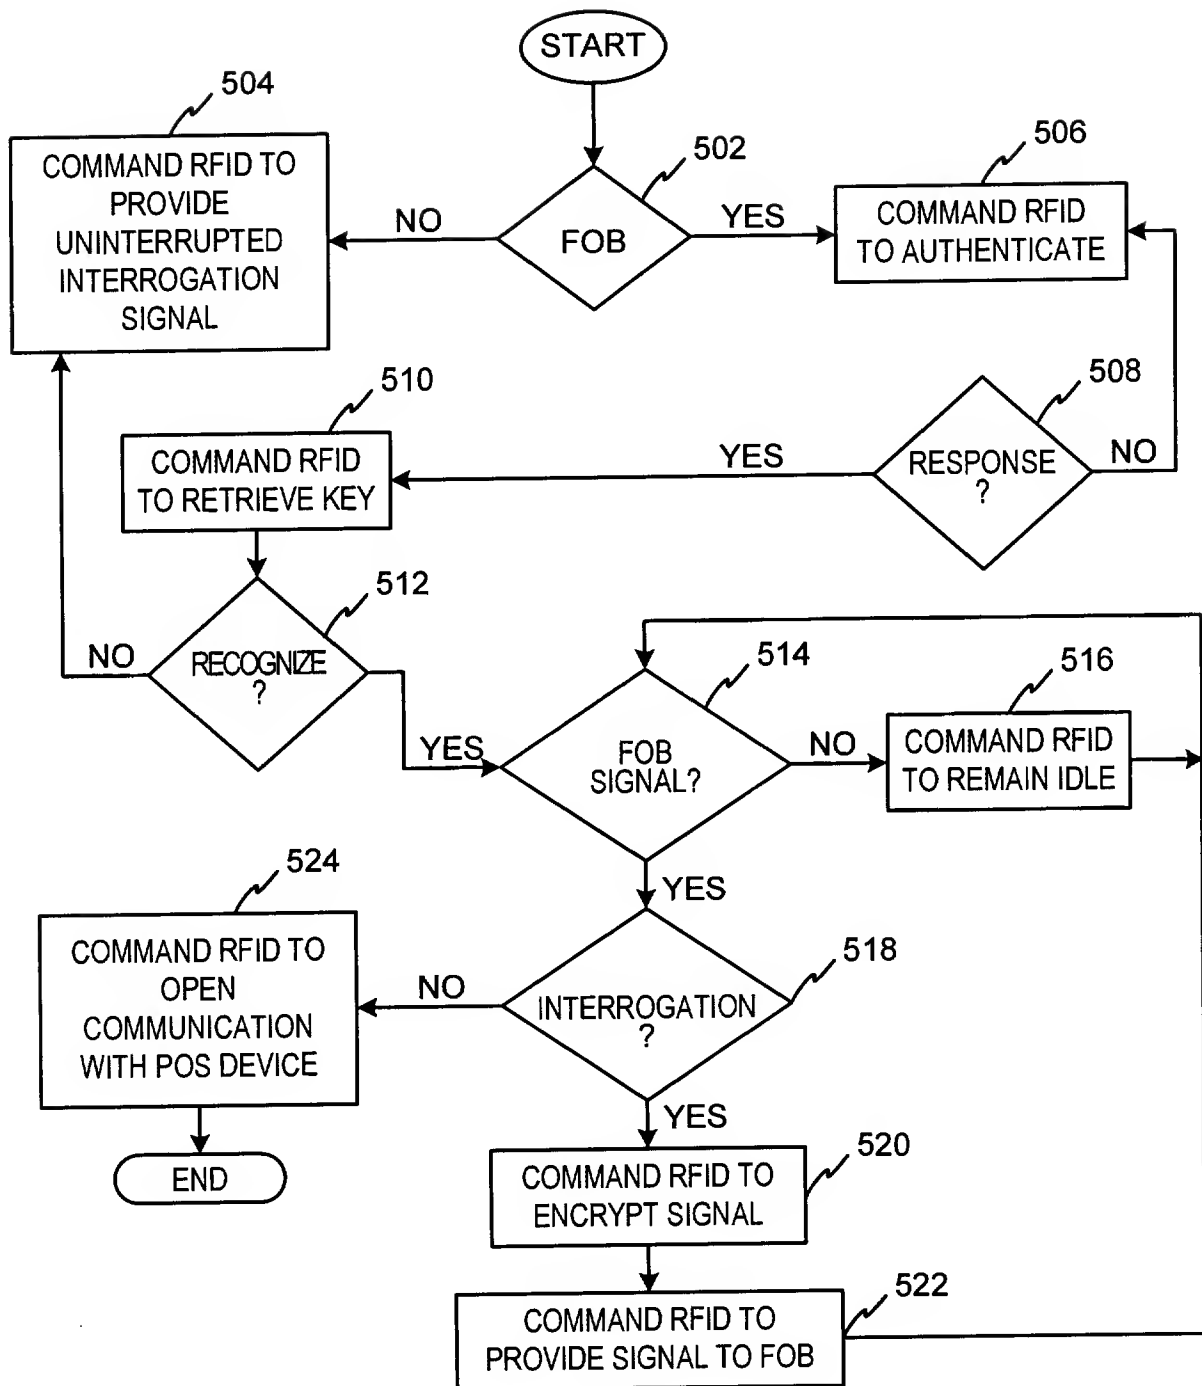 START
504
502
506
COMMAND RFID TO
PROVIDE
UNINTERRUPTED
INTERROGATION
SIGNAL
NO
FOB
YES
COMMAND RFID
TO AUTHENTICATE
510
508
COMMAND RFID
TO RETRIEVE KEY
YES
RESPONSE
?
NO
512
NO
RECOGNIZE
?
YES
514
516
FOB
SIGNAL?
NO
COMMAND RFID
TO REMAIN IDLE
YES
524
518
COMMAND RFID TO
OPEN
COMMUNICATION
WITH POS DEVICE
NO
INTERROGATION
?
YES
END
520
COMMAND RFID TO
ENCRYPT SIGNAL
522
COMMAND RFID TO
PROVIDE SIGNAL TO FOB